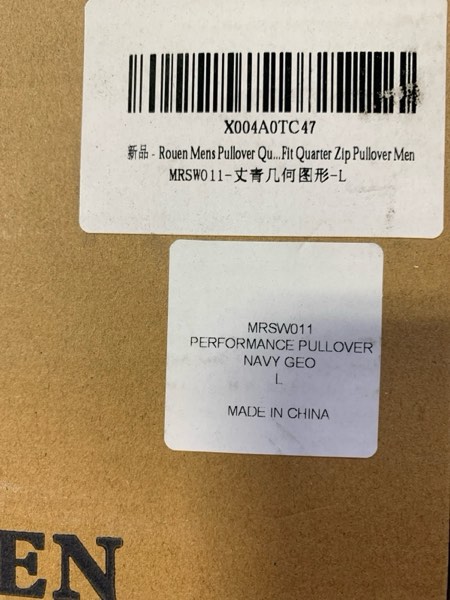 X004A0TC47
新品 - Rouen Mens Pullover Qu...Fit Quarter Zip Pullover Men
MRSW011-丈青几何图形-L
MRSW011
PERFORMANCE PULLOVER
NAVY GEO
L
MADE IN CHINA
EN